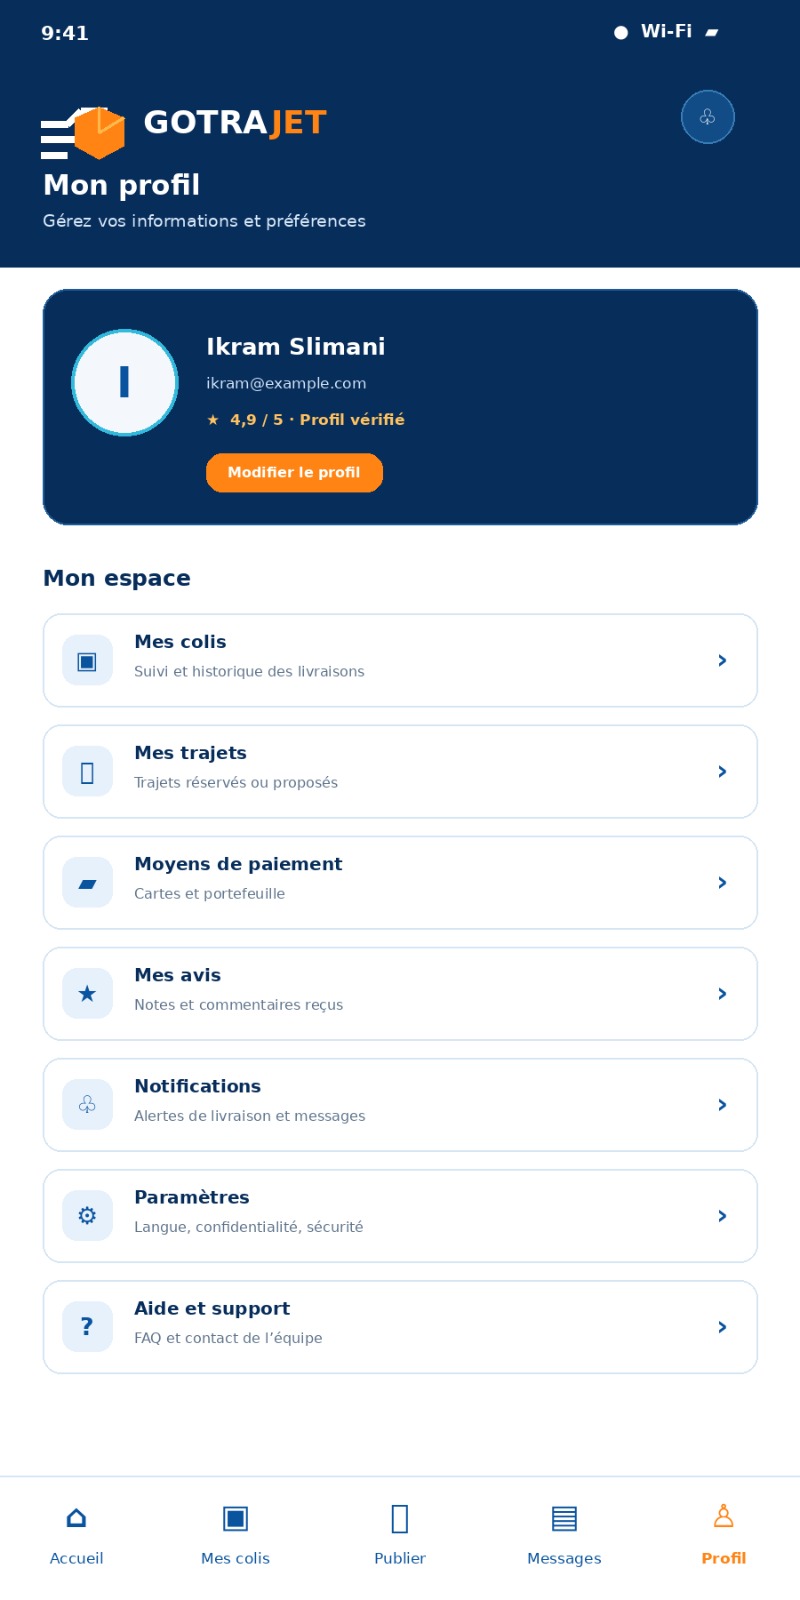 9:41
Wi-Fi
GOTRAJET
Mon profil
Gérez vos informations et préférences
I
Ikram Slimani
ikram@example.com
★ 4,9 / 5 · Profil vérifié
Modifier le profil
Mon espace
Mes colis
Suivi et historique des livraisons
›
Mes trajets
Trajets réservés ou proposés
›
Moyens de paiement
Cartes et portefeuille
›
Mes avis
Notes et commentaires reçus
›
Notifications
Alertes de livraison et messages
›
Paramètres
Langue, confidentialité, sécurité
›
?
Aide et support
FAQ et contact de l’équipe
›
Accueil
Mes colis
Publier
Messages
Profil